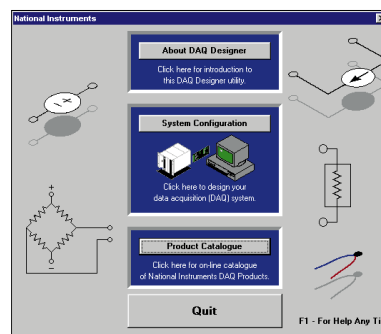 National Instruments
About DAQ Designer
Click here for introduction to
this DAQ Designer utility.
System Configuration
Click here to design your
data acquisition (DAQ) system.
Product Catalogue
Click here for on-line catalogue
of National Instruments DAQ Products.
Quit
F1 - For Help Any Ti